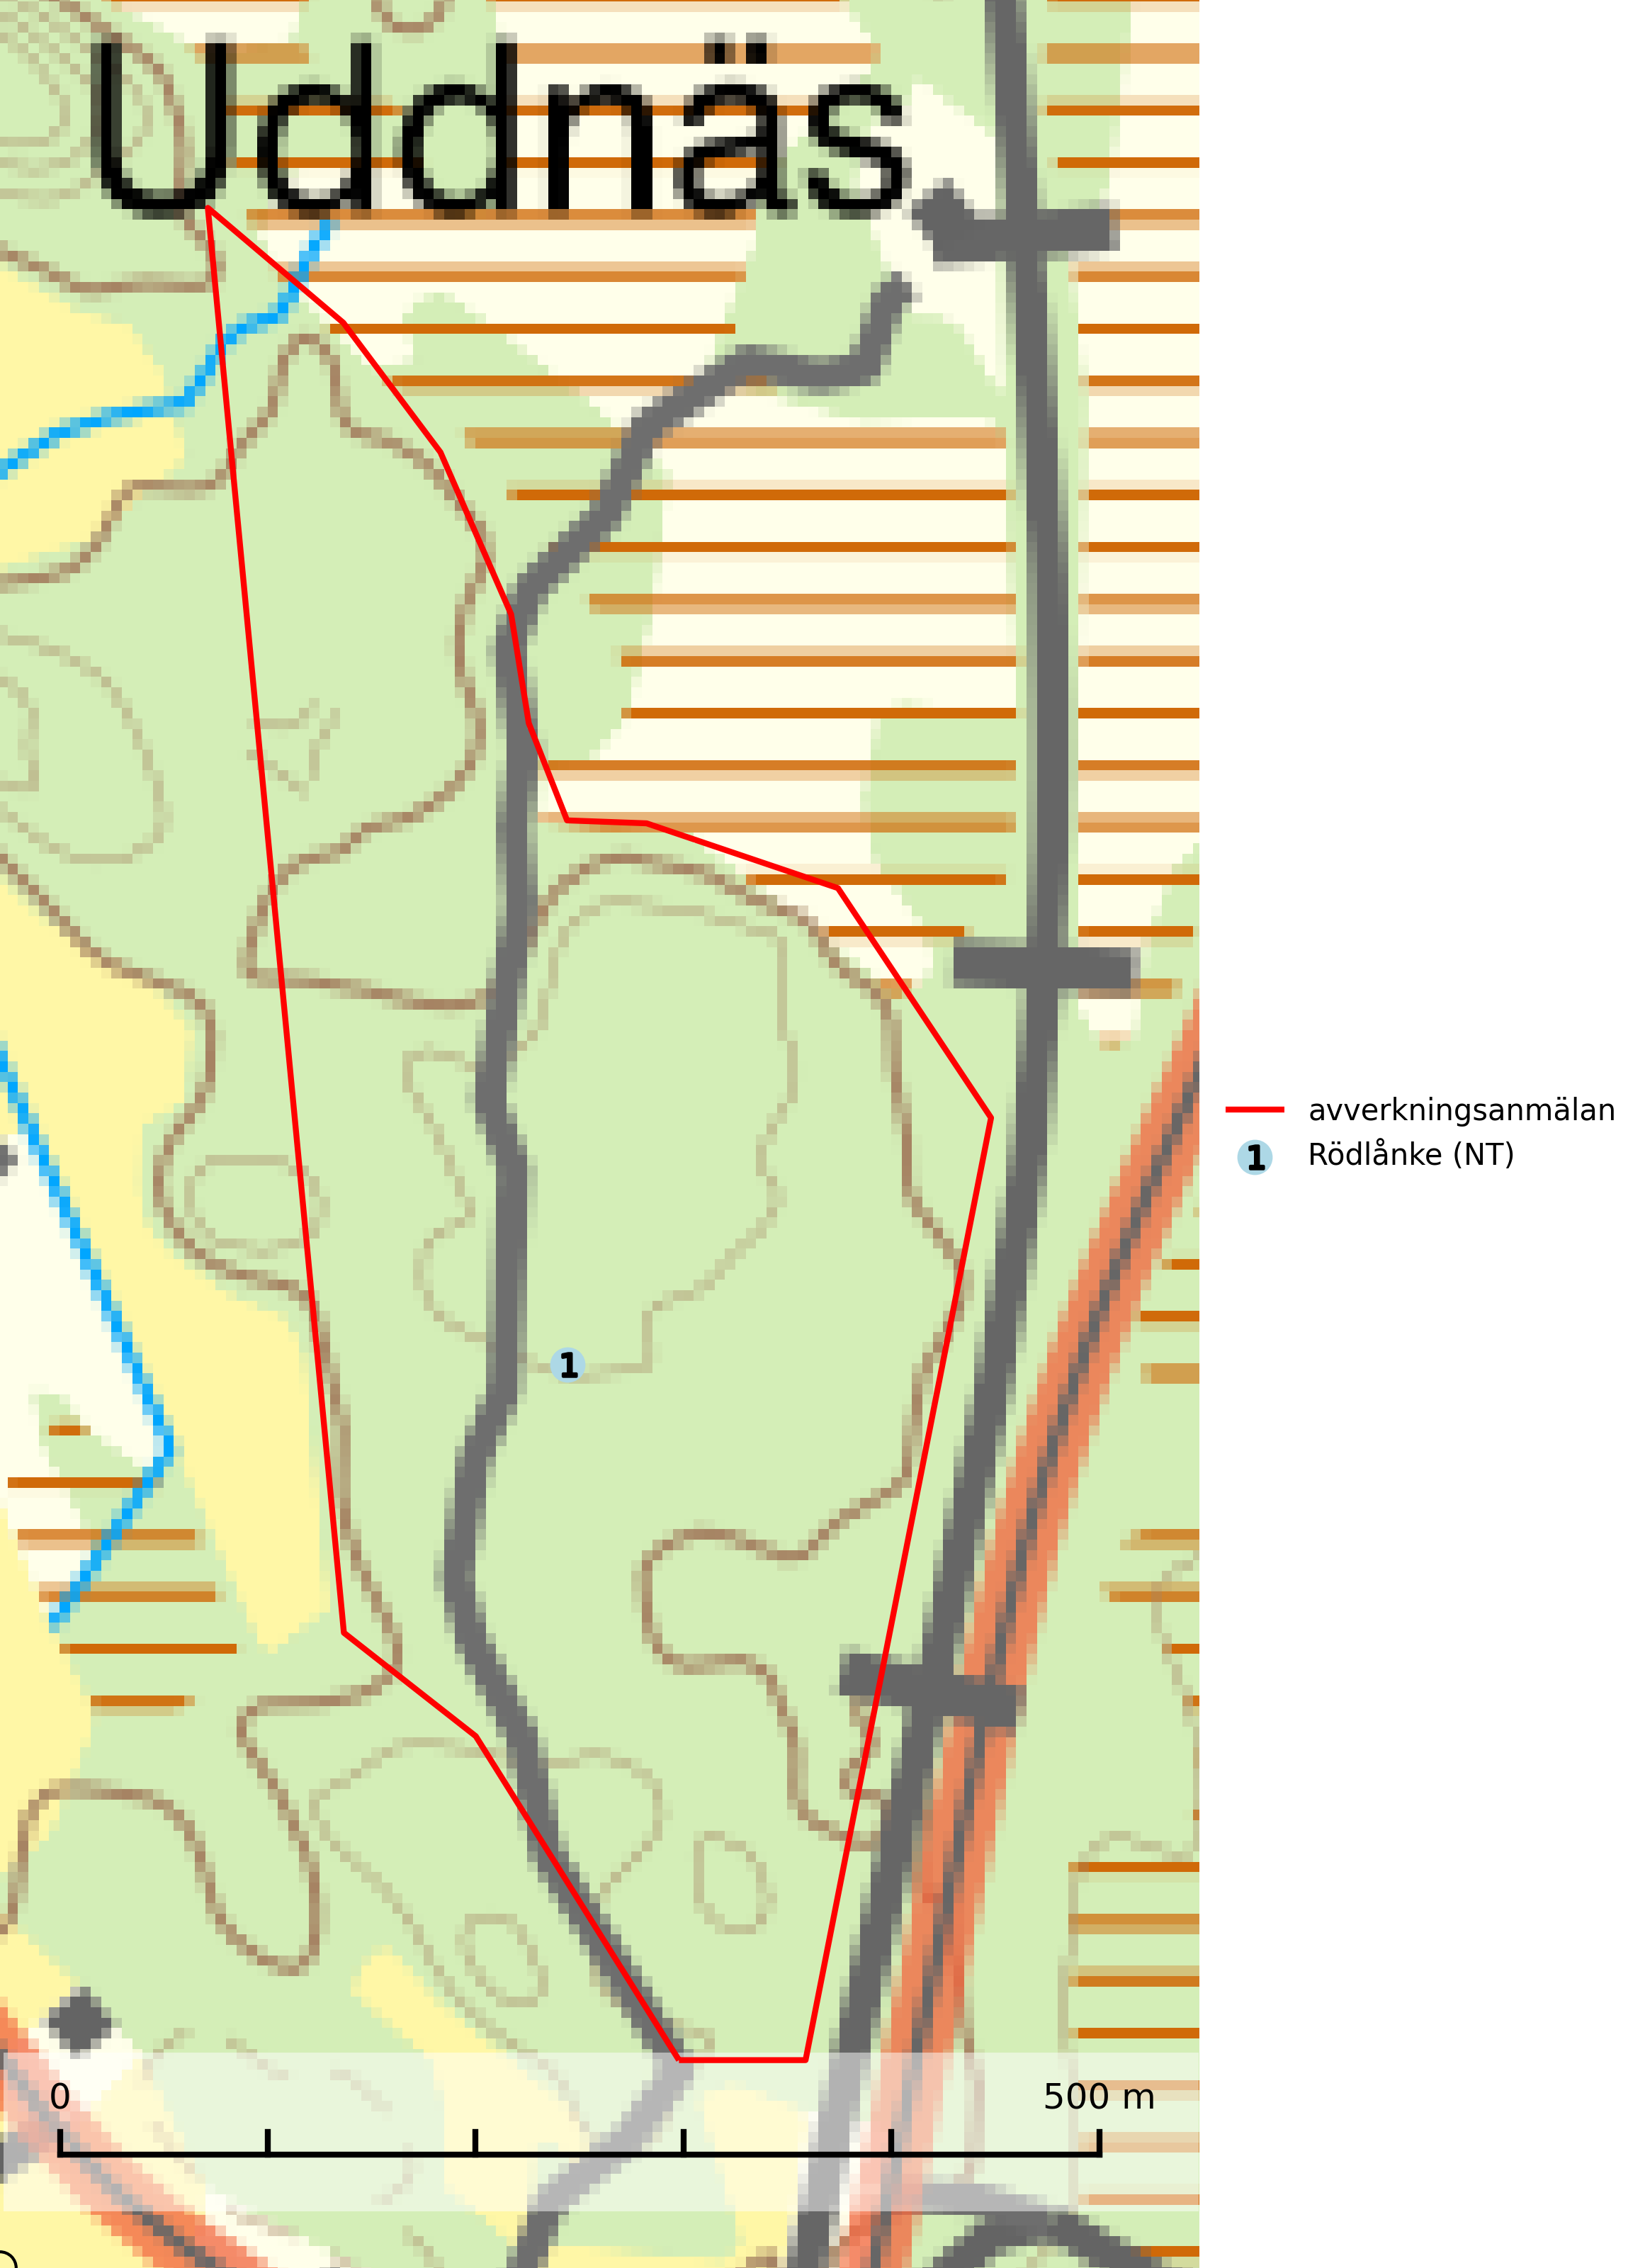 Uddnäs
avverkningsanmälan
1 Rödlånke (NT)
1
0 500 m